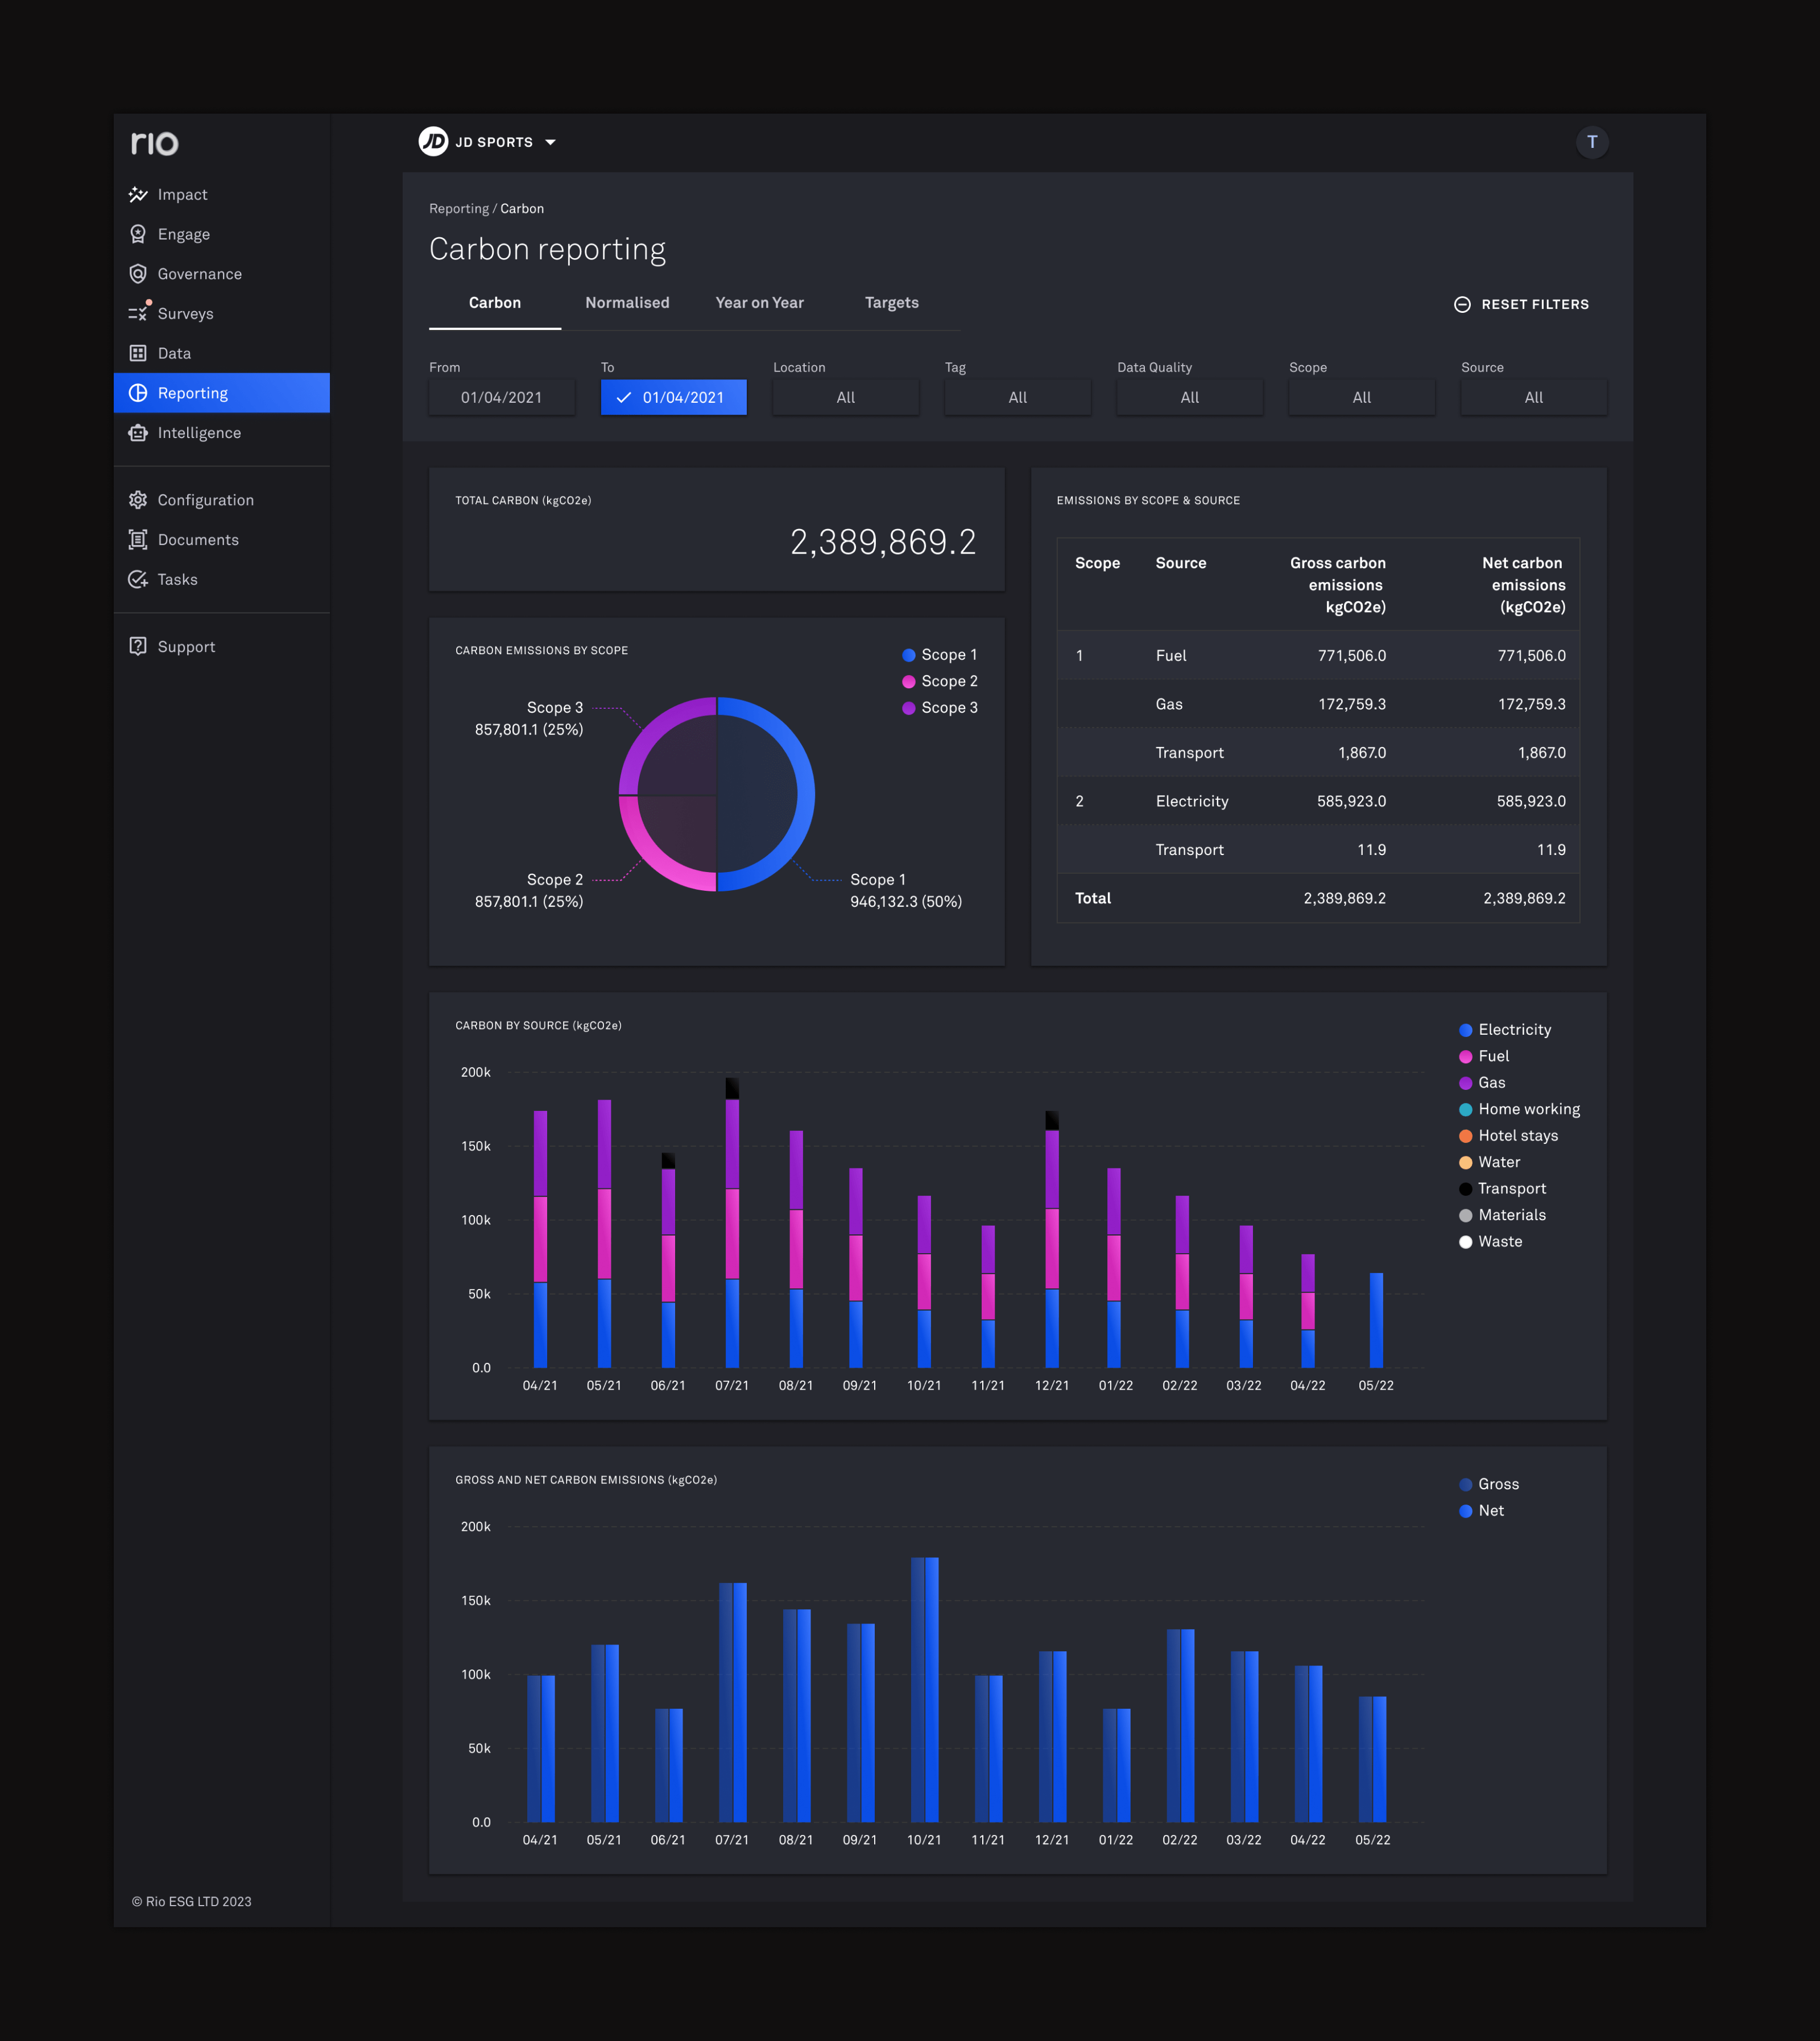 rio
Impact
Engage
Governance
Surveys
Data
Reporting
Intelligence
Configuration
Documents
Tasks
Support
© Rio ESG LTD 2023
JD JD SPORTS
T
Reporting / Carbon
Carbon reporting
Carbon Normalised Year on Year Targets
RESET FILTERS
From To Location Tag Data Quality Scope Source
01/04/2021 01/04/2021 All All All All All
TOTAL CARBON (kgCO2e)
2,389,869.2
CARBON EMISSIONS BY SCOPE
Scope 1
Scope 2
Scope 3
Scope 3
857,801.1 (25%)
Scope 2
857,801.1 (25%)
Scope 1
946,132.3 (50%)
EMISSIONS BY SCOPE & SOURCE
Scope Source Gross carbon Net carbon
emissions emissions
kgCO2e) (kgCO2e)
1 Fuel 771,506.0 771,506.0
Gas 172,759.3 172,759.3
Transport 1,867.0 1,867.0
2 Electricity 585,923.0 585,923.0
Transport 11.9 11.9
Total 2,389,869.2 2,389,869.2
CARBON BY SOURCE (kgCO2e)
200k
150k
100k
50k
0.0
04/21 05/21 06/21 07/21 08/21 09/21 10/21 11/21 12/21 01/22 02/22 03/22 04/22 05/22
Electricity
Fuel
Gas
Home working
Hotel stays
Water
Transport
Materials
Waste
GROSS AND NET CARBON EMISSIONS (kgCO2e)
Gross
Net
200k
150k
100k
50k
0.0
04/21 05/21 06/21 07/21 08/21 09/21 10/21 11/21 12/21 01/22 02/22 03/22 04/22 05/22